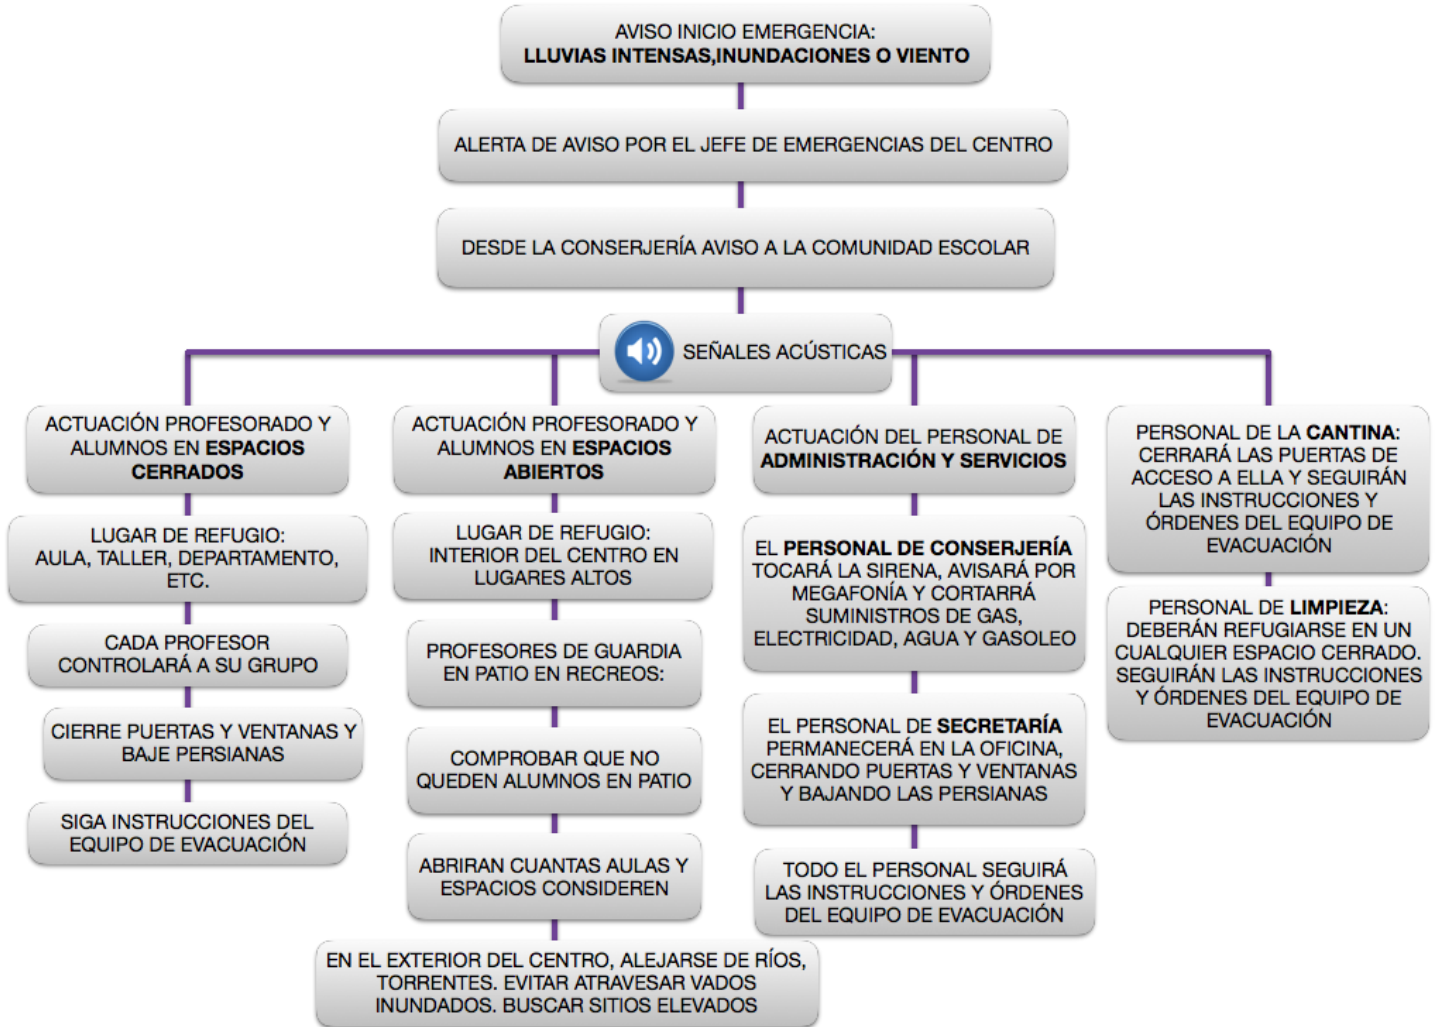 AVISO INICIO EMERGENCIA:
LLUVIAS INTENSAS,INUNDACIONES O VIENTO
ALERTA DE AVISO POR EL JEFE DE EMERGENCIAS DEL CENTRO
DESDE LA CONSERJERÍA AVISO A LA COMUNIDAD ESCOLAR
SEÑALES ACÚSTICAS
ACTUACIÓN PROFESORADO Y
ALUMNOS EN ESPACIOS
CERRADOS
LUGAR DE REFUGIO:
AULA, TALLER, DEPARTAMENTO,
ETC.
CADA PROFESOR
CONTROLARÁ A SU GRUPO
CIERRE PUERTAS Y VENTANAS Y
BAJE PERSIANAS
SIGA INSTRUCCIONES DEL
EQUIPO DE EVACUACIÓN
ACTUACIÓN PROFESORADO Y
ALUMNOS EN ESPACIOS
ABIERTOS
LUGAR DE REFUGIO:
INTERIOR DEL CENTRO EN
LUGARES ALTOS
PROFESORES DE GUARDIA
EN PATIO EN RECREOS:
COMPROBAR QUE NO
QUEDEN ALUMNOS EN PATIO
ABRIRAN CUANTAS AULAS Y
ESPACIOS CONSIDEREN
EN EL EXTERIOR DEL CENTRO, ALEJARSE DE RÍOS,
TORRENTES. EVITAR ATRAVESAR VADOS
INUNDADOS. BUSCAR SITIOS ELEVADOS
ACTUACIÓN DEL PERSONAL DE
ADMINISTRACIÓN Y SERVICIOS
EL PERSONAL DE CONSERJERÍA
TOCARÁ LA SIRENA, AVISARÁ POR
MEGAFONÍA Y CORTARRÁ
SUMINISTROS DE GAS,
ELECTRICIDAD, AGUA Y GASOLEO
EL PERSONAL DE SECRETARÍA
PERMANECERÁ EN LA OFICINA,
CERRANDO PUERTAS Y VENTANAS
Y BAJANDO LAS PERSIANAS
TODO EL PERSONAL SEGUIRÁ
LAS INSTRUCCIONES Y ÓRDENES
DEL EQUIPO DE EVACUACIÓN
PERSONAL DE LA CANTINA:
CERRARÁ LAS PUERTAS DE
ACCESO A ELLA Y SEGUIRÁN
LAS INSTRUCCIONES Y
ÓRDENES DEL EQUIPO DE
EVACUACIÓN
PERSONAL DE LIMPIEZA:
DEBERÁN REFUGIARSE EN UN
CUALQUIER ESPACIO CERRADO.
SEGUIRÁN LAS INSTRUCCIONES
Y ÓRDENES DEL EQUIPO DE
EVACUACIÓN